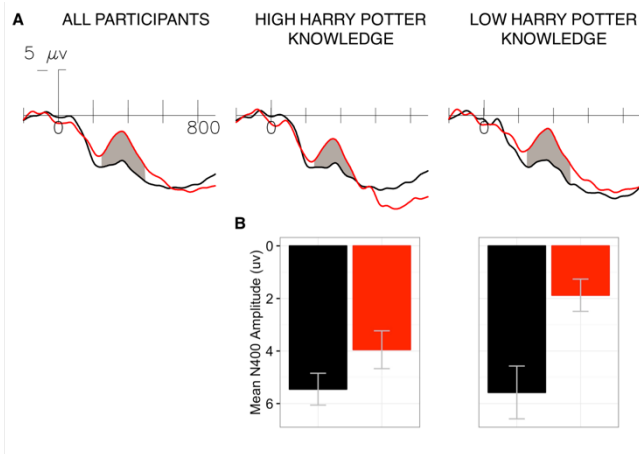 A
ALL PARTICIPANTS
HIGH HARRY POTTER
KNOWLEDGE
LOW HARRY POTTER
KNOWLEDGE
5 μv
0
800
0
0
B
Mean N400 Amplitude (uv)
0
2
4
6